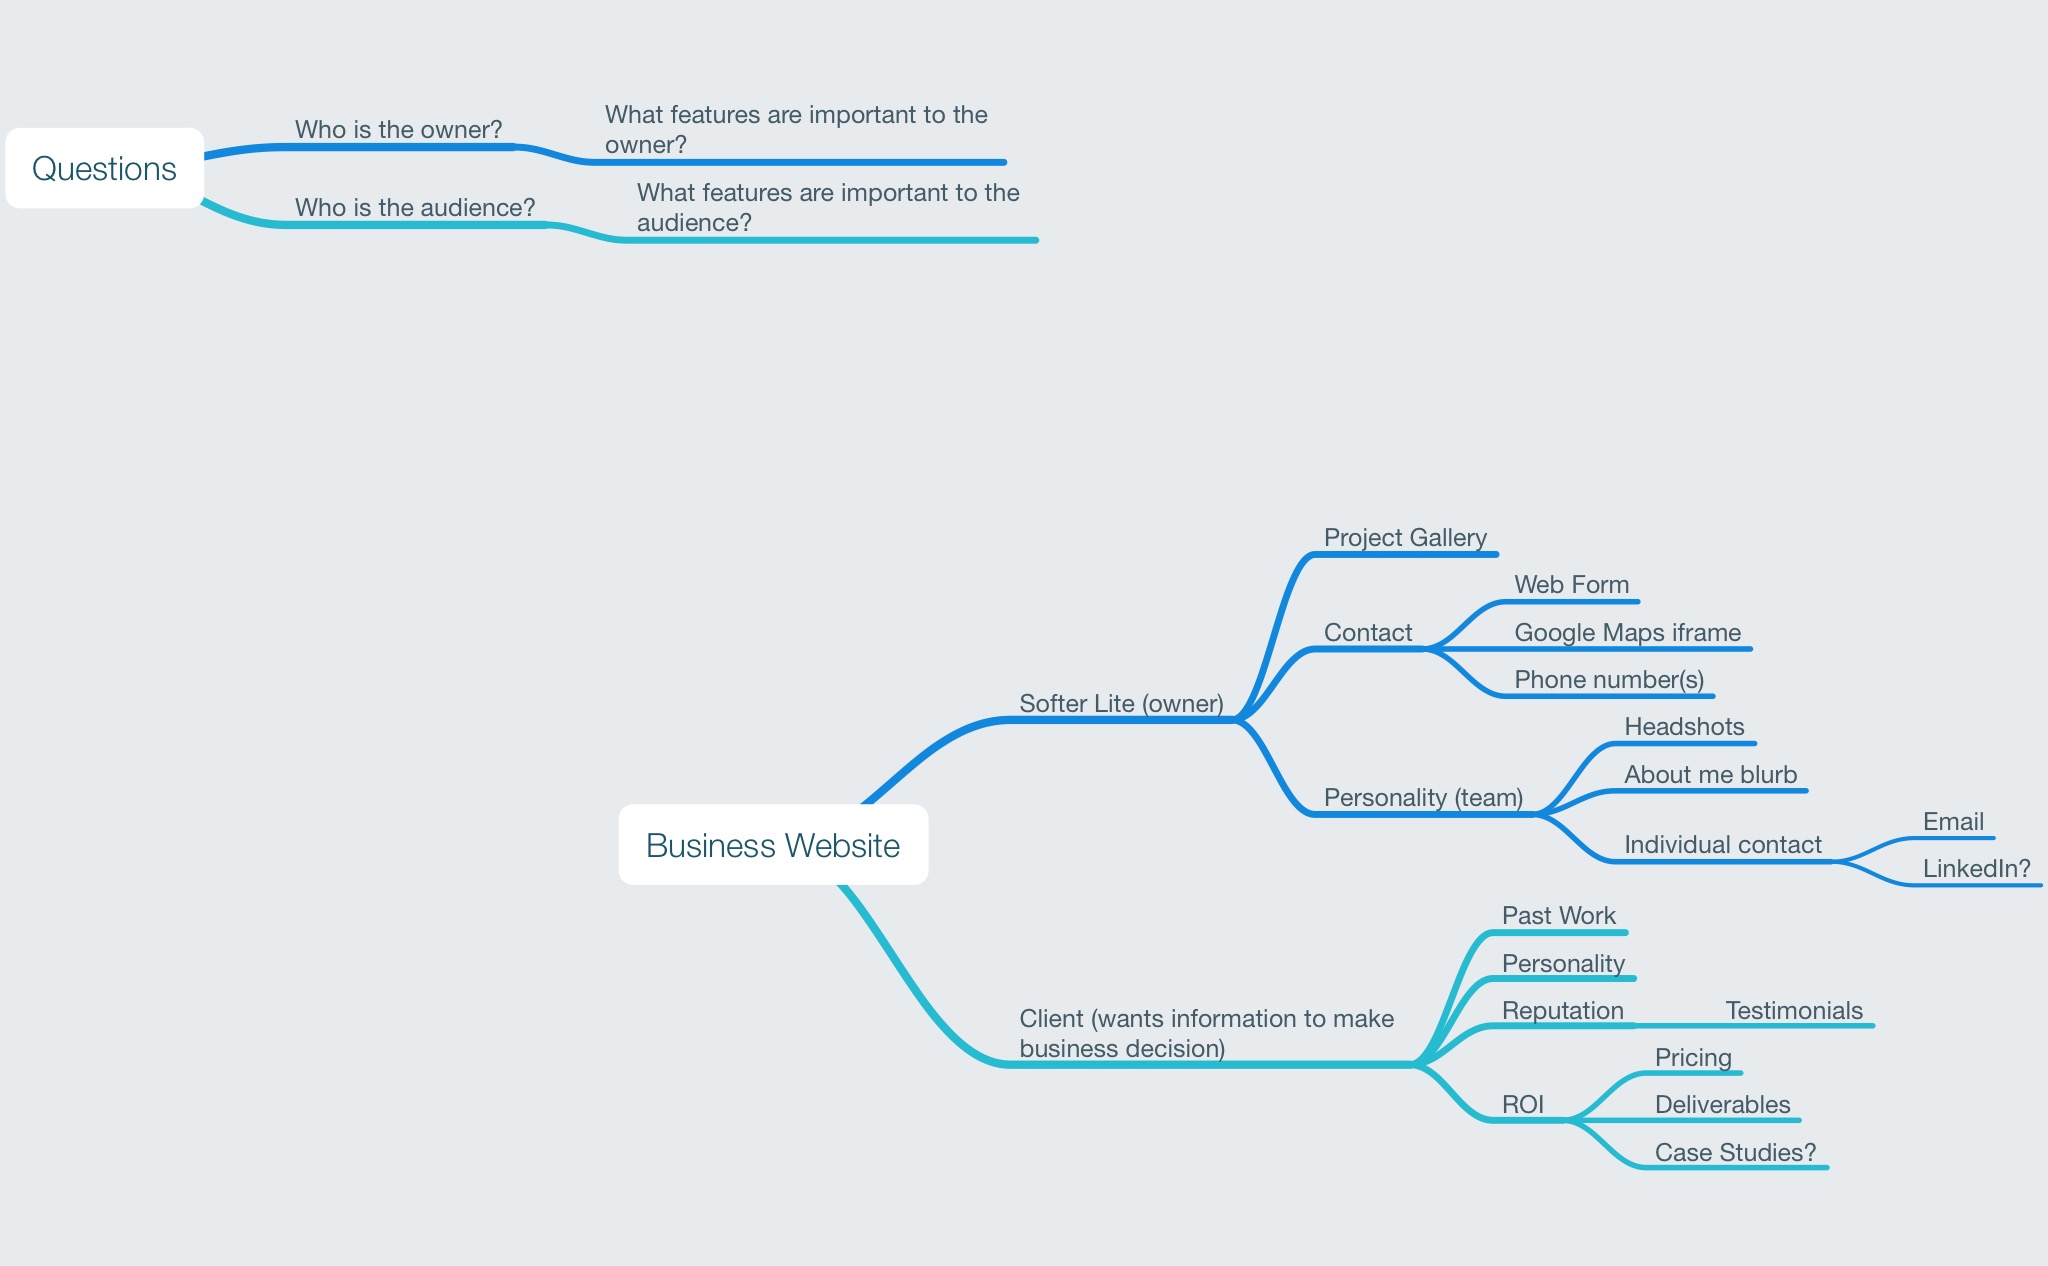 Questions
Who is the owner?
What features are important to the
owner?
Who is the audience?
What features are important to the
audience?
Business Website
Softer Lite (owner)
Project Gallery
Contact
Web Form
Google Maps iframe
Phone number(s)
Personality (team)
Headshots
About me blurb
Individual contact
Email
LinkedIn?
Client (wants information to make
business decision)
Past Work
Personality
Reputation
Testimonials
ROI
Pricing
Deliverables
Case Studies?